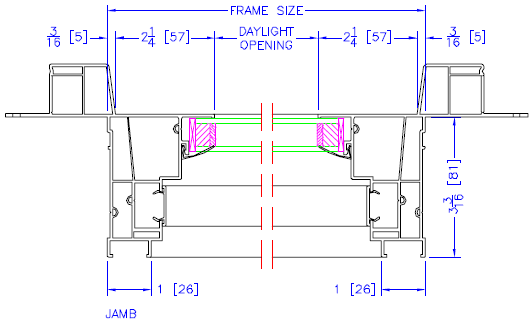 FRAME SIZE
3/16 [5] 2 1/4 [57] DAYLIGHT OPENING 2 1/4 [57] 3/16 [5]
3 3/16 [81]
1 [26] 1 [26]
JAMB